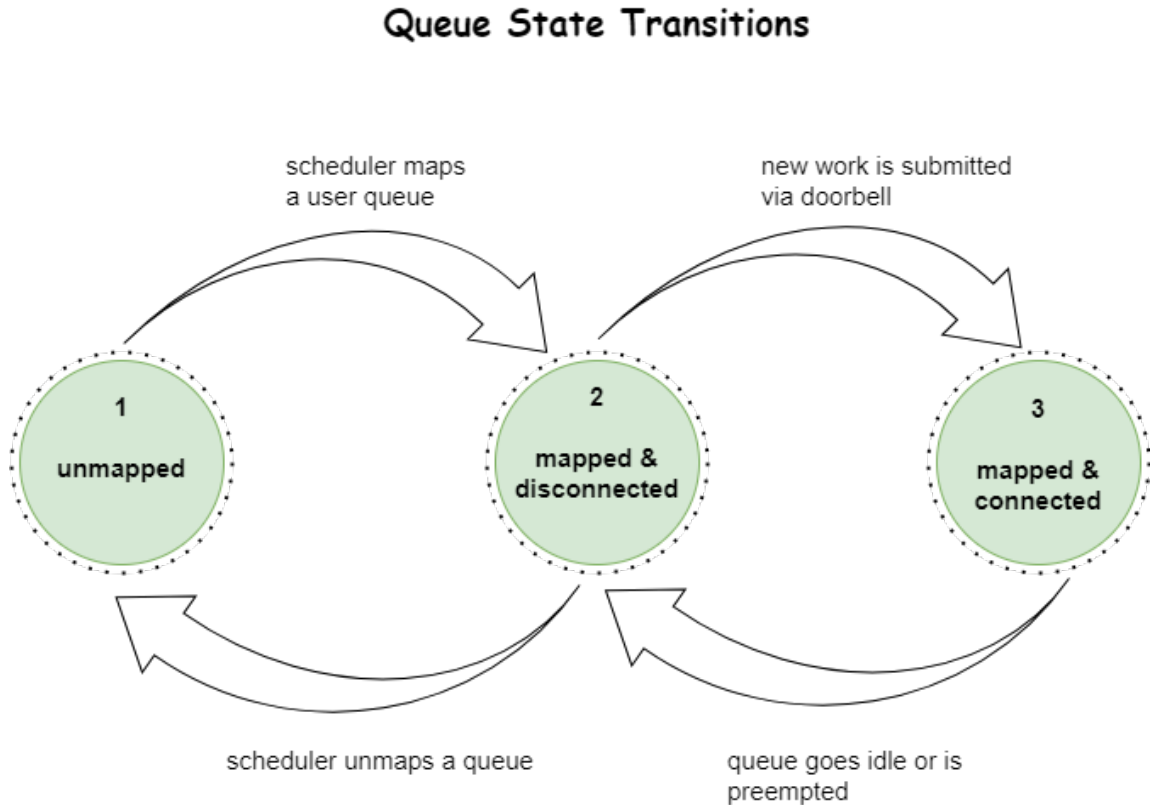 Queue State Transitions
scheduler maps
a user queue
new work is submitted
via doorbell
1
unmapped
2
mapped &
disconnected
3
mapped &
connected
scheduler unmaps a queue
queue goes idle or is
preempted